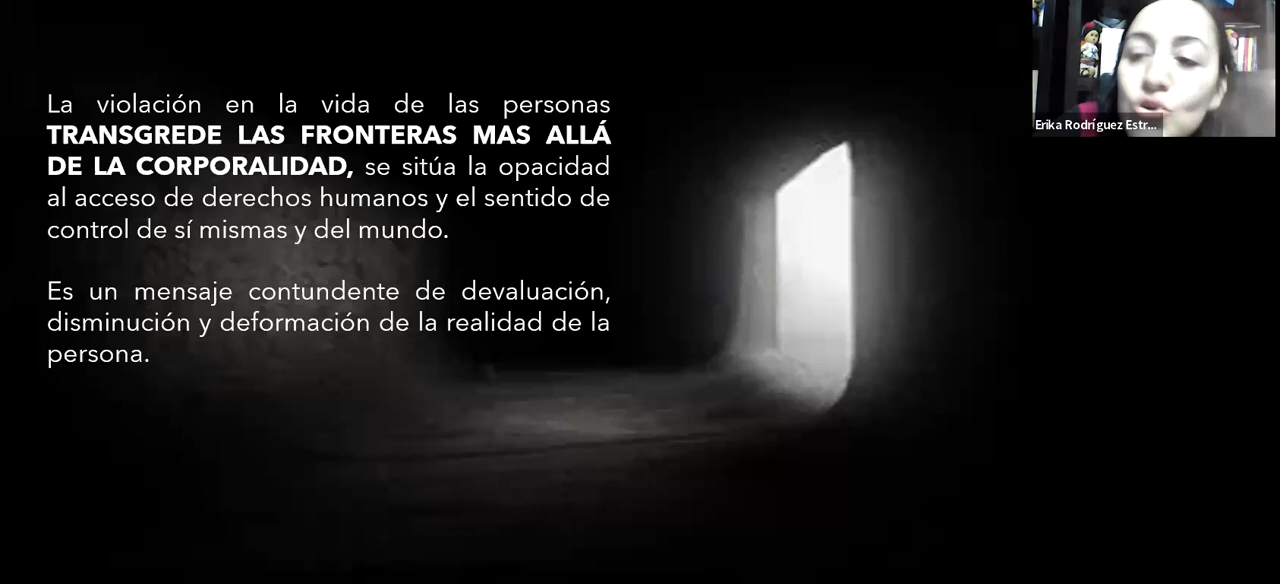 La violación en la vida de las personas
TRANSGREDE LAS FRONTERAS MAS ALLÁ
DE LA CORPORALIDAD, se sitúa la opacidad
al acceso de derechos humanos y el sentido de
control de sí mismas y del mundo.
Es un mensaje contundente de devaluación,
disminución y deformación de la realidad de la
persona.
Erika Rodríguez Estr...